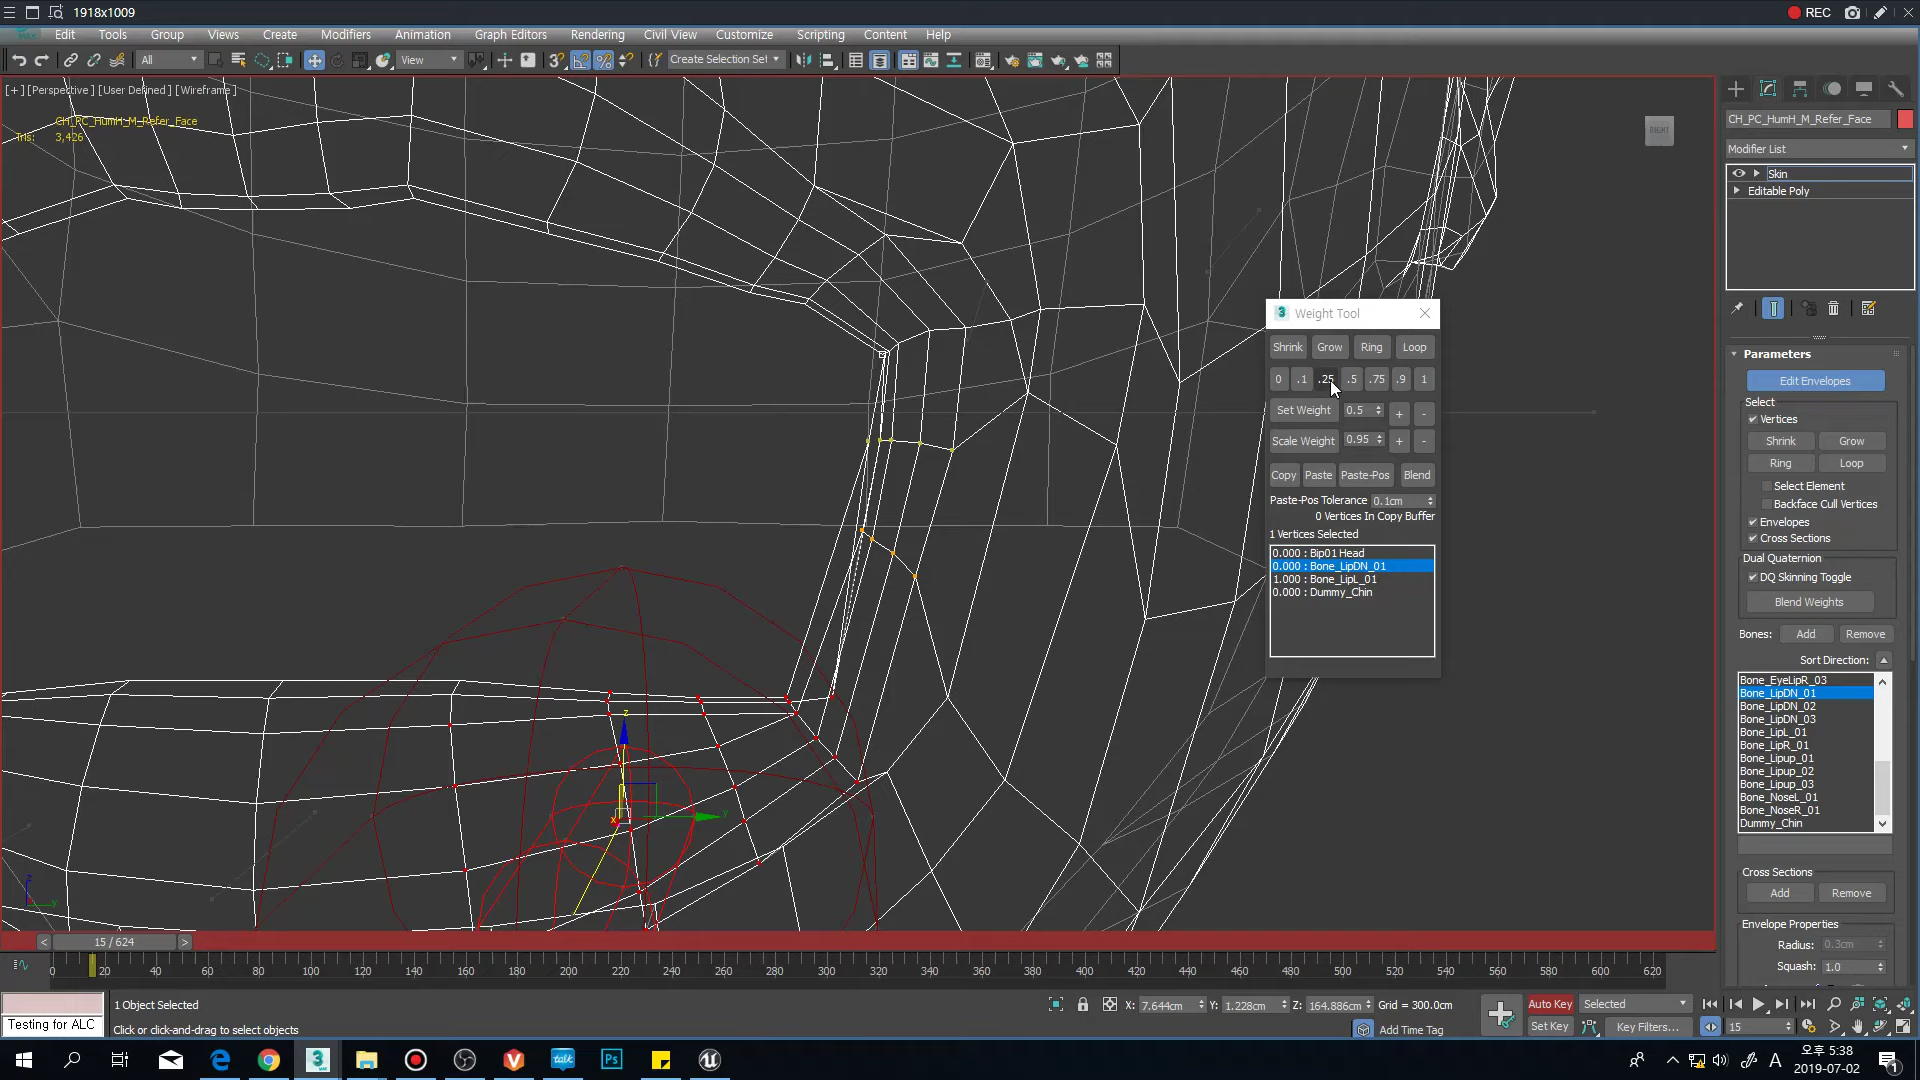 1918x1009
REC
Edit Tools Group Views Create Modifiers Animation Graph Editors Rendering Civil View Customize Scripting Content Help
All View Create Selection Set
[+] [Perspective ] [User Defined ] [Wireframe ]
CH_PC_HumH_M_Refer_Face
Tris: 3,426
RIGHT
CH_PC_HumH_M_Refer_Face
Modifier List
Skin
Editable Poly
Weight Tool
Shrink Grow Ring Loop
0 .1 .25 .5 .75 .9 1
Set Weight 0.5 + -
Scale Weight 0.95 + -
Copy Paste Paste-Pos Blend
Paste-Pos Tolerance 0.1cm
0 Vertices In Copy Buffer
1 Vertices Selected
0.000 : Bip01 Head
0.000 : Bone_LipDN_01
1.000 : Bone_LipL_01
0.000 : Dummy_Chin
Parameters
Edit Envelopes
Select
Vertices
Shrink Grow
Ring Loop
Select Element
Backface Cull Vertices
Envelopes
Cross Sections
Dual Quaternion
DQ Skinning Toggle
Blend Weights
Bones: Add Remove
Sort Direction:
Bone_EyeLipR_03
Bone_LipDN_01
Bone_LipDN_02
Bone_LipDN_03
Bone_LipL_01
Bone_LipR_01
Bone_Lipup_01
Bone_Lipup_02
Bone_Lipup_03
Bone_NoseL_01
Bone_NoseR_01
Dummy_Chin
Cross Sections
Add Remove
Envelope Properties
Radius: 0.3cm
Squash: 1.0
z
y
x
z
y
< 15 / 624 >
0 20 40 60 80 100 120 140 160 180 200 220 240 260 280 300 320 340 360 380 400 420 440 460 480 500 520 540 560 580 600 620
1 Object Selected
X: 7.644cm Y: 1.228cm Z: 164.886cm Grid = 300.0cm
Auto Key Selected
Testing for ALC
Click or click-and-drag to select objects
Add Time Tag
Set Key Key Filters... 15
3 MAX talk Ps
A
오후 5:38
2019-07-02
1